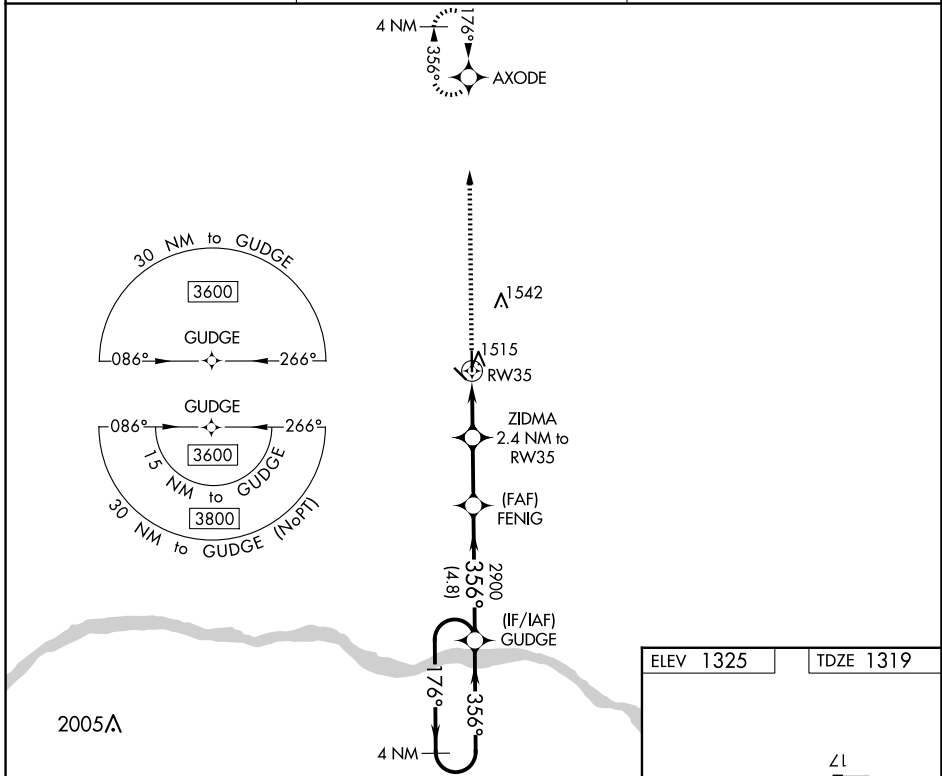 4 NM
176°
356°
AXODE
30 NM to GUDGE
3600
GUDGE
086°
266°
GUDGE
086°
266°
3600
15 NM to GUDGE
3800
30 NM to GUDGE (NoPT)
1542
1515
RW35
ZIDMA
2.4 NM to
RW35
(FAF)
FENIG
2900
356°
(4.8)
(IF/IAF)
GUDGE
176°
356°
4 NM
2005
ELEV 1325
TDZE 1319
17